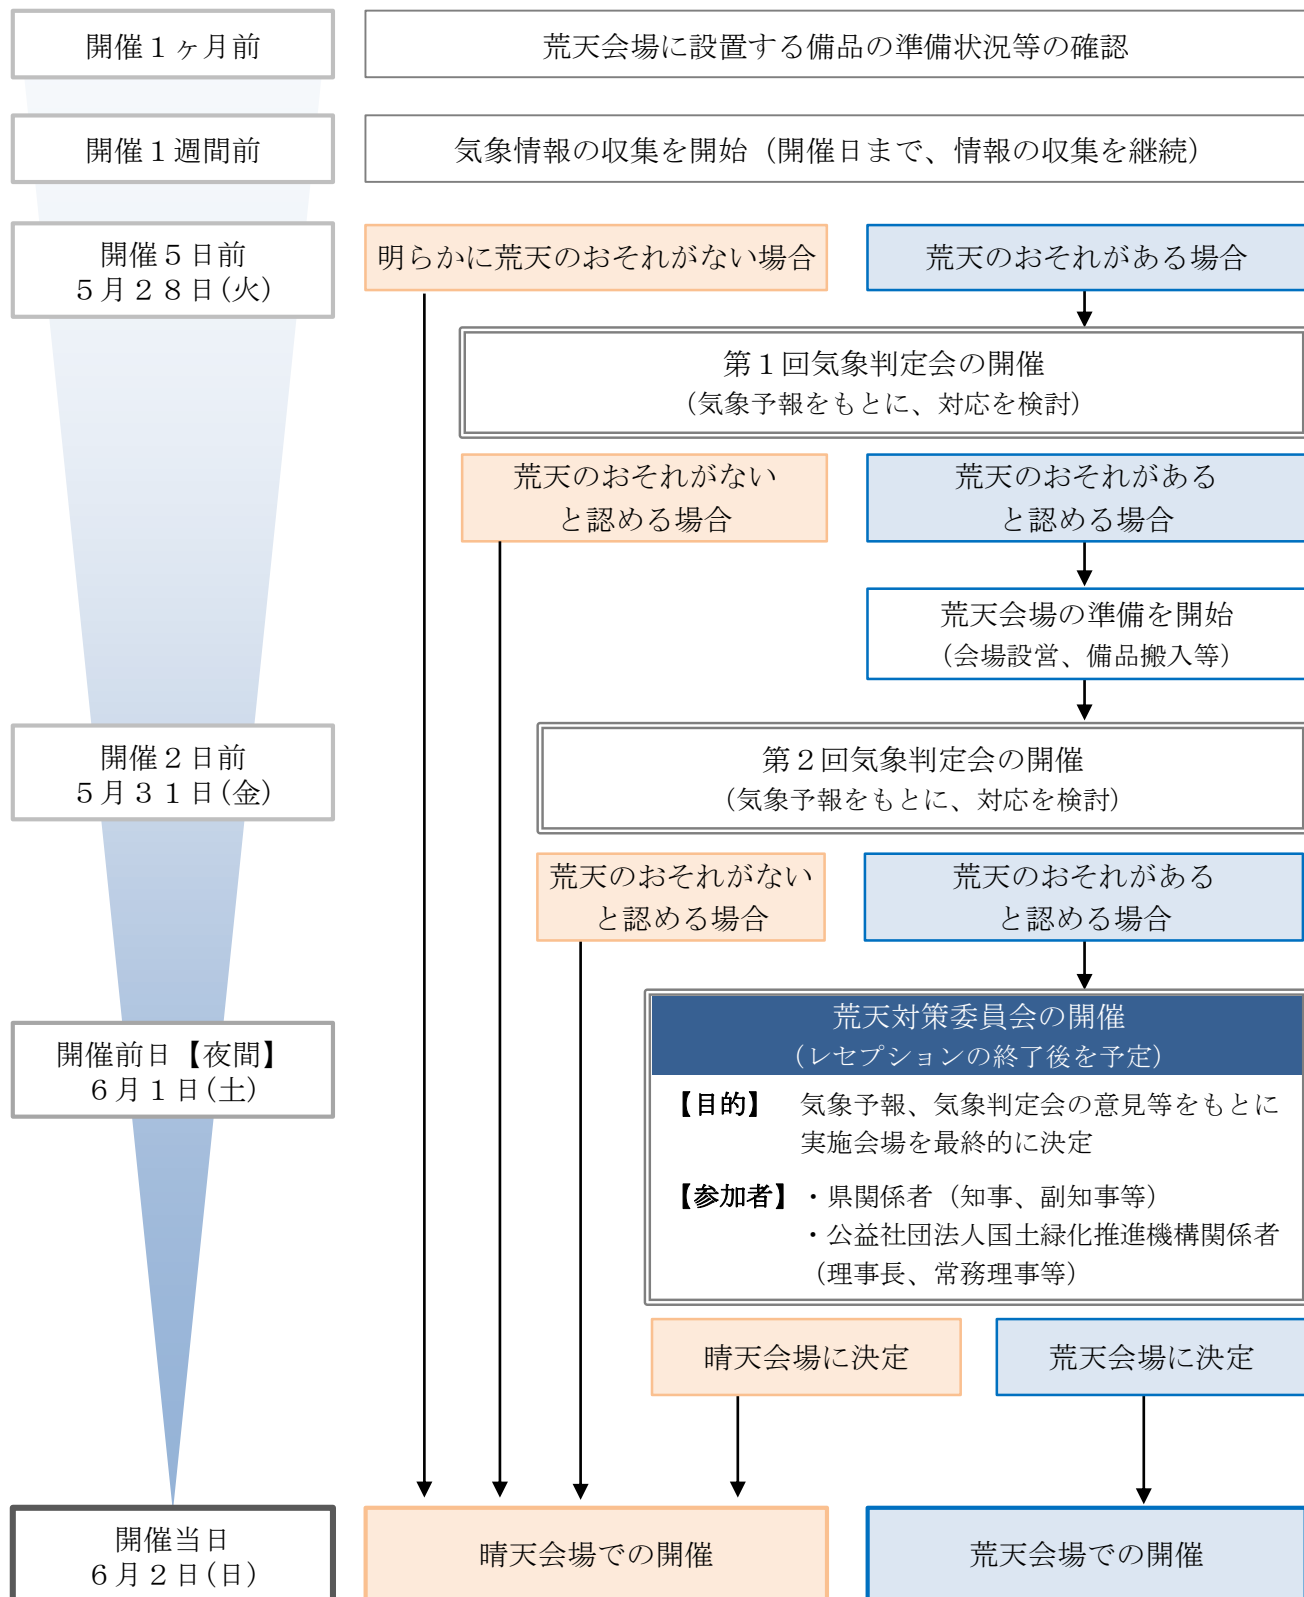 開催１ヶ月前
荒天会場に設置する備品の準備状況等の確認
開催１週間前
気象情報の収集を開始（開催日まで、情報の収集を継続）
開催５日前
５月２８日(火)
明らかに荒天のおそれがない場合
荒天のおそれがある場合
第１回気象判定会の開催
（気象予報をもとに、対応を検討）
荒天のおそれがない
と認める場合
荒天のおそれがある
と認める場合
荒天会場の準備を開始
（会場設営、備品搬入等）
開催２日前
５月３１日(金)
第２回気象判定会の開催
（気象予報をもとに、対応を検討）
荒天のおそれがない
と認める場合
荒天のおそれがある
と認める場合
開催前日【夜間】
６月１日(土)
荒天対策委員会の開催
（レセプションの終了後を予定）
【目的】　気象予報、気象判定会の意見等をもとに
実施会場を最終的に決定
【参加者】・県関係者（知事、副知事等）
・公益社団法人国土緑化推進機構関係者
（理事長、常務理事等）
晴天会場に決定
荒天会場に決定
開催当日
６月２日(日)
晴天会場での開催
荒天会場での開催